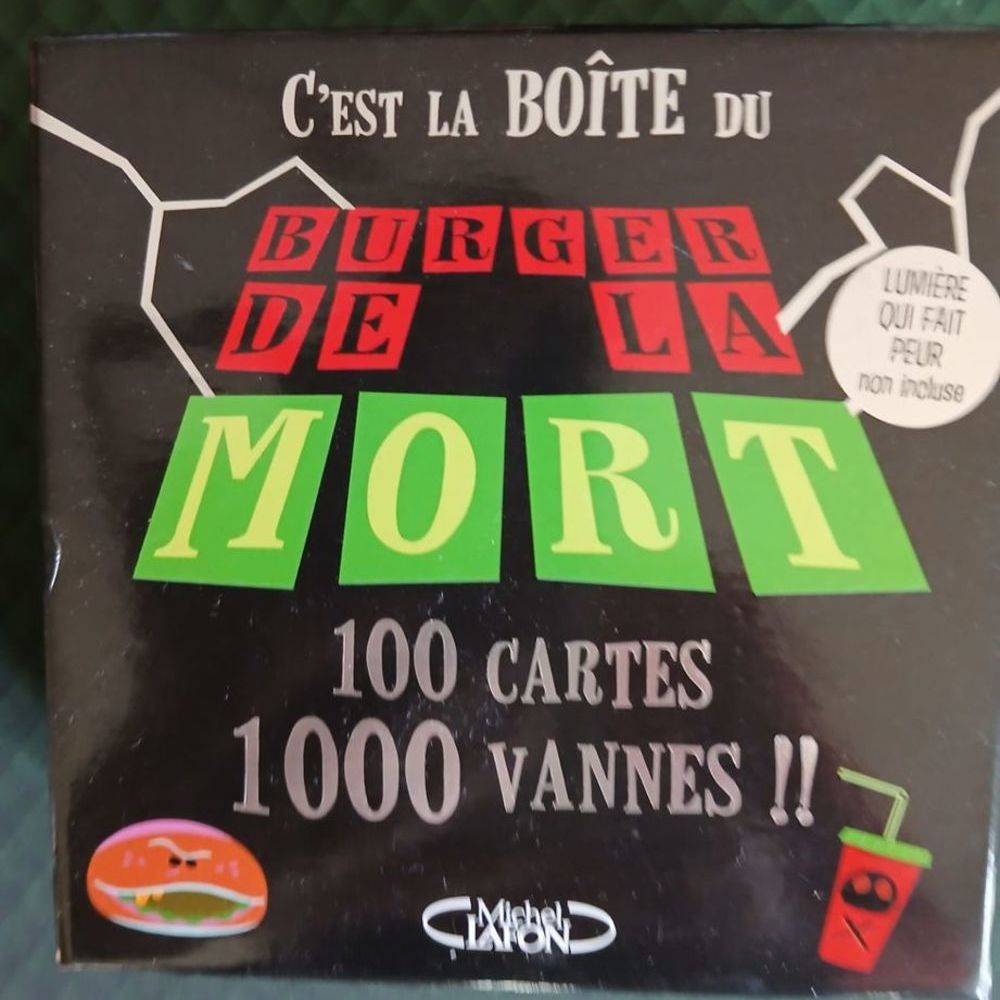 C'EST LA BOÎTE DU
BURGER
DE LA
MORT
LUMIÈRE
QUI FAIT
PEUR
non incluse
100 CARTES
1000 VANNES !!
Michel
LAFON